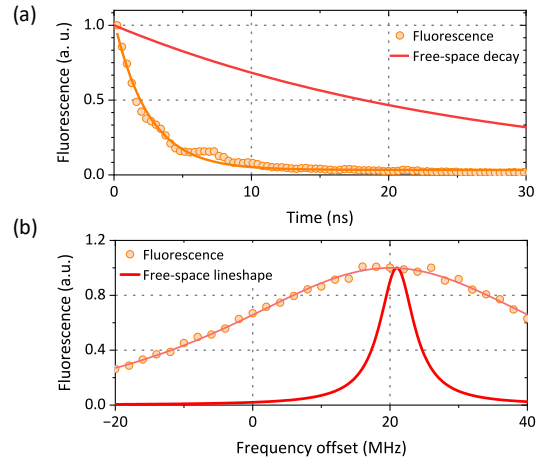 (a)
Fluorescence (a. u.)
1.0
0.5
0.0
Fluorescence
Free-space decay
0
10
20
30
Time (ns)
(b)
Fluorescence (a.u.)
1.2
0.8
0.4
0.0
Fluorescence
Free-space lineshape
−20
0
20
40
Frequency offset (MHz)